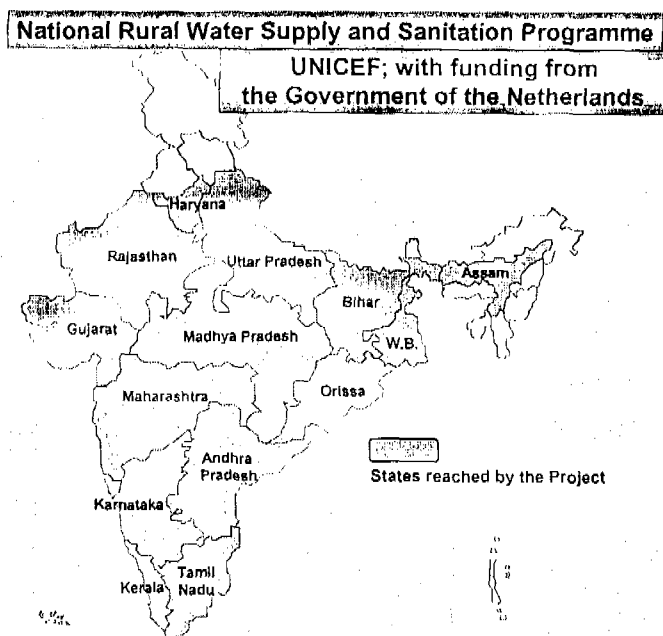 National Rural Water Supply and Sanitation Programme
UNICEF; with funding from
the Government of the Netherlands
Haryana
Rajasthan
Uttar Pradesh
Assam
Bihar
Gujarat
Madhya Pradesh
W.B.
Maharashtra
Orissa
Andhra
Pradesh
States reached by the Project
Karnataka
Kerala
Tamil
Nadu